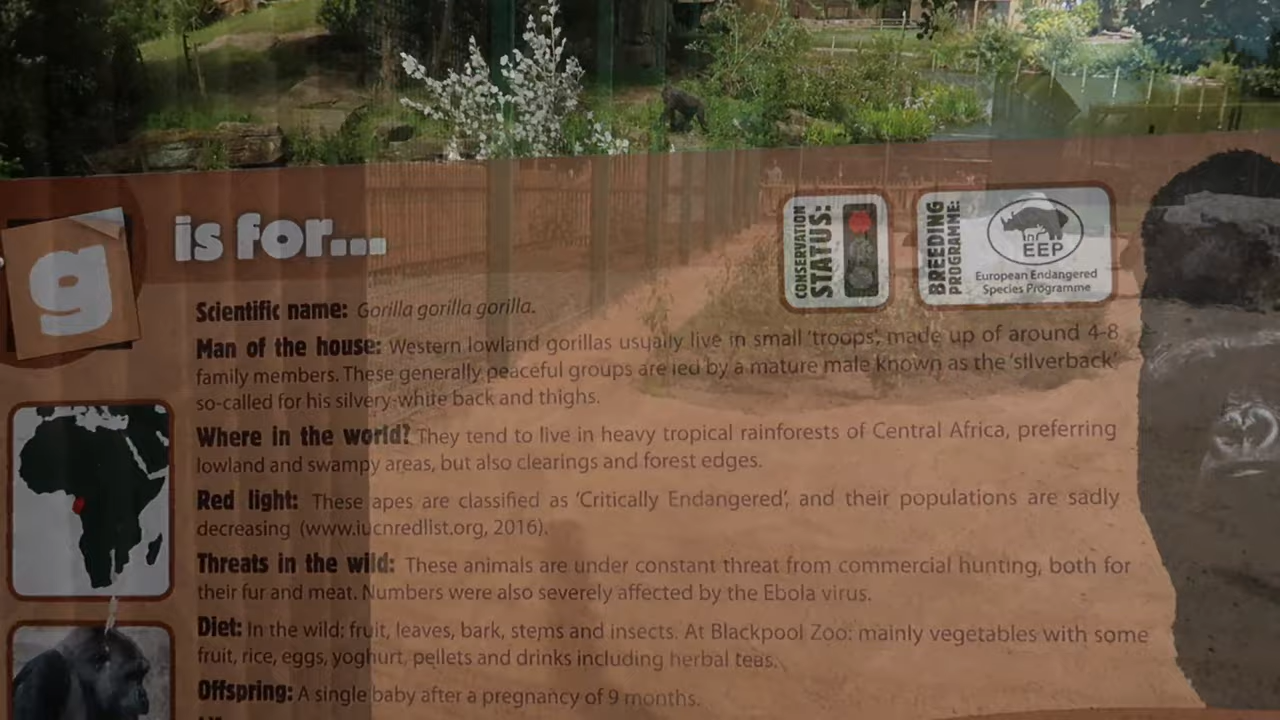 g is for...
CONSERVATION STATUS:
BREEDING PROGRAMME:
EEP
European Endangered
Species Programme
Scientific name: Gorilla gorilla gorilla.
Man of the house: Western lowland gorillas usually live in small 'troops', made up of around 4-8
family members. These generally peaceful groups are led by a mature male known as the 'silverback'
so-called for his silvery-white back and thighs.
Where in the world? They tend to live in heavy tropical rainforests of Central Africa, preferring
lowland and swampy areas, but also clearings and forest edges.
Red light: These apes are classified as 'Critically Endangered', and their populations are sadly
decreasing (www.iucnredlist.org, 2016).
Threats in the wild: These animals are under constant threat from commercial hunting, both for
their fur and meat. Numbers were also severely affected by the Ebola virus.
Diet: In the wild: fruit, leaves, bark, stems and insects. At Blackpool Zoo: mainly vegetables with some
fruit, rice, eggs, yoghurt, pellets and drinks including herbal teas.
Offspring: A single baby after a pregnancy of 9 months.